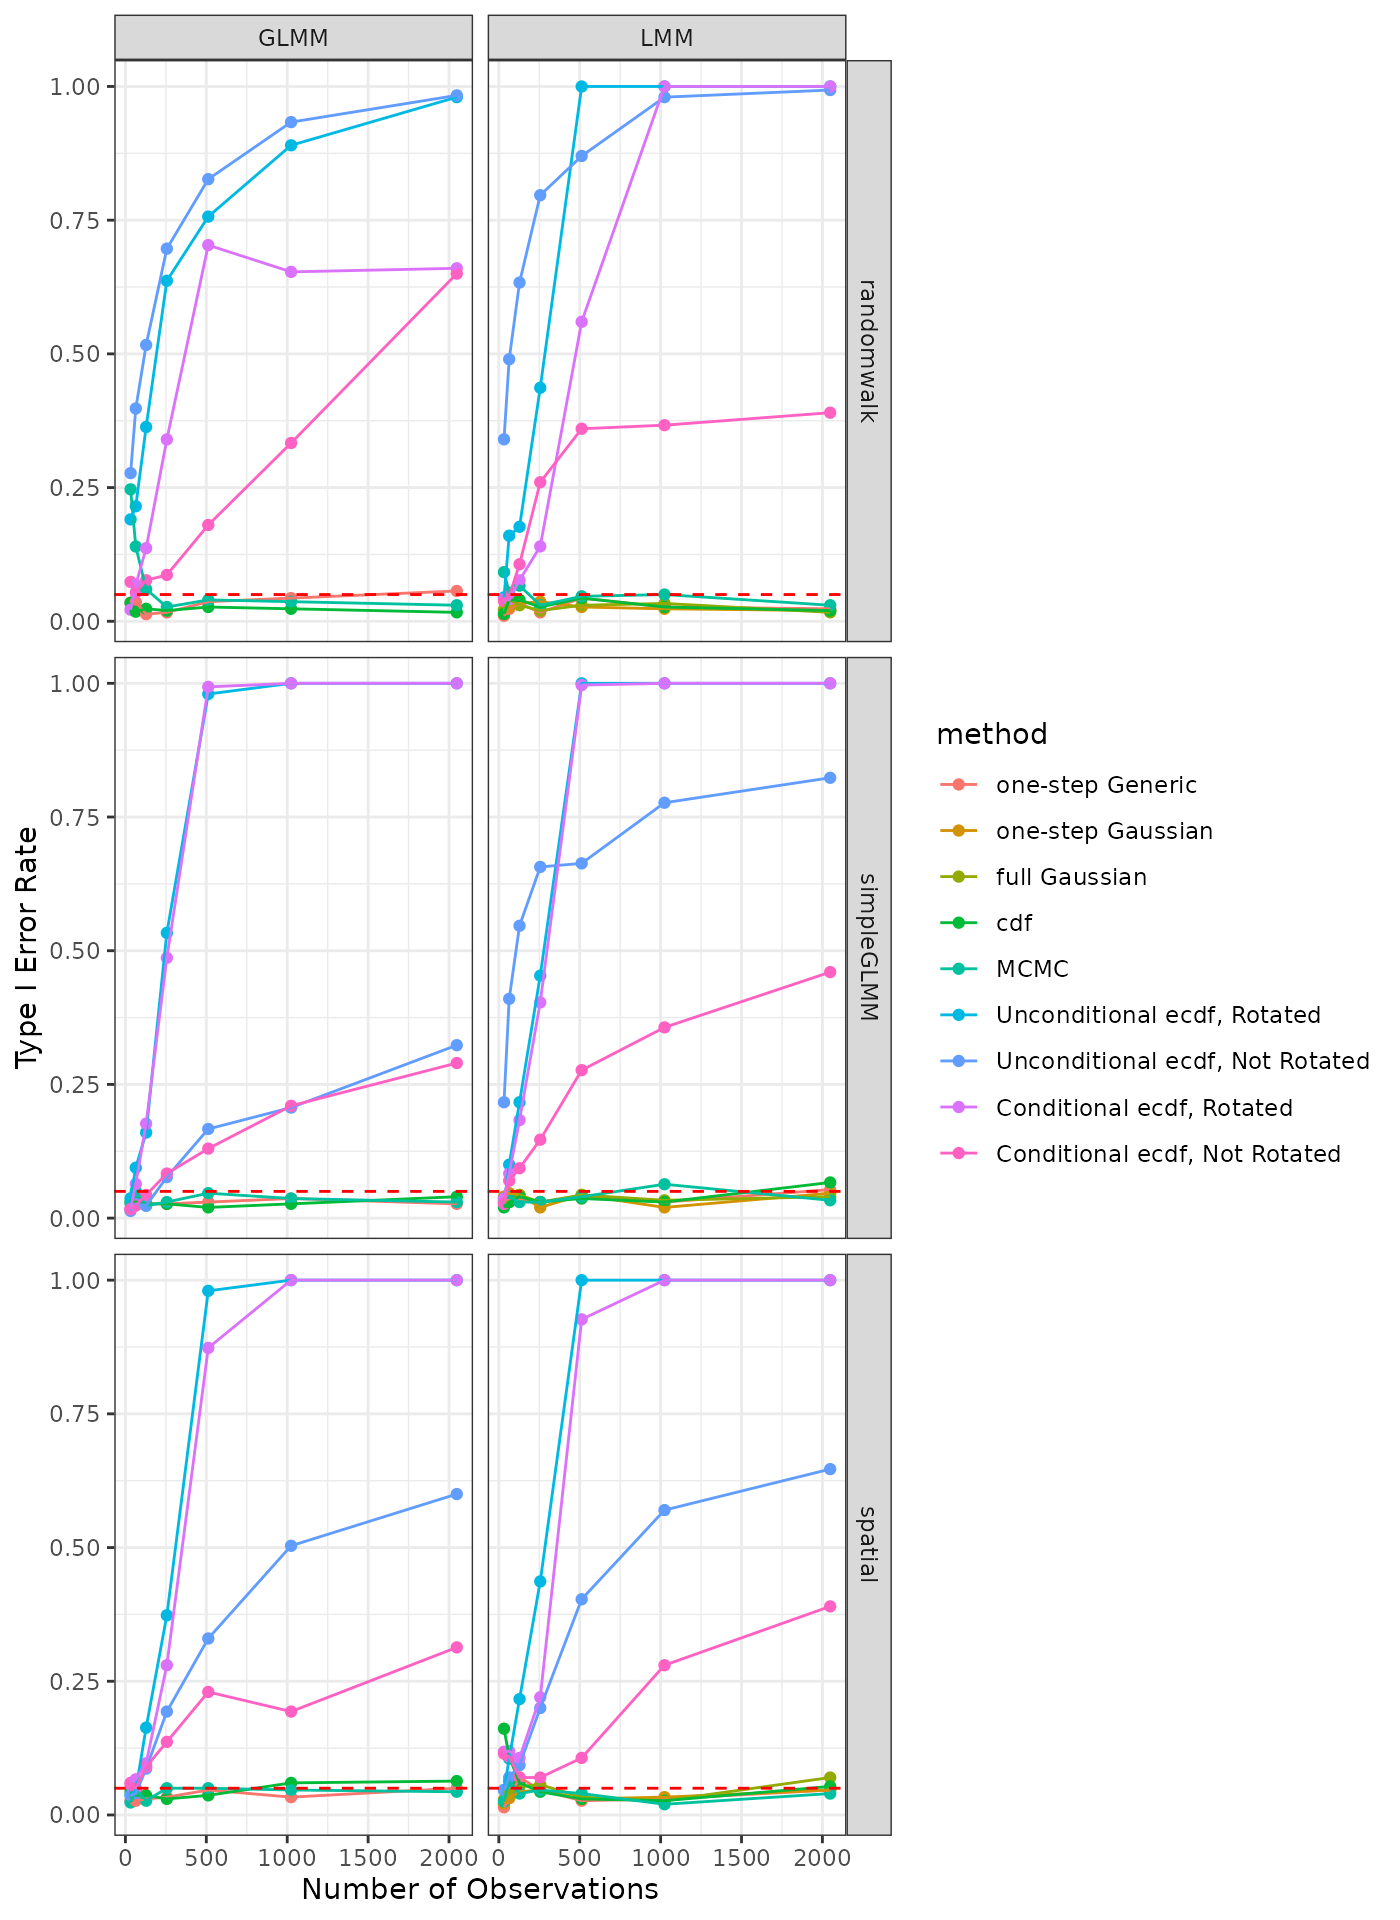 GLMM
LMM
1.00
0.75
0.50
0.25
0.00
randomwalk
1.00
0.75
0.50
0.25
0.00
simpleGLMM
1.00
0.75
0.50
0.25
0.00
spatial
Type I Error Rate
0 500 1000 1500 2000
0 500 1000 1500 2000
Number of Observations
method
one-step Generic
one-step Gaussian
full Gaussian
cdf
MCMC
Unconditional ecdf, Rotated
Unconditional ecdf, Not Rotated
Conditional ecdf, Rotated
Conditional ecdf, Not Rotated